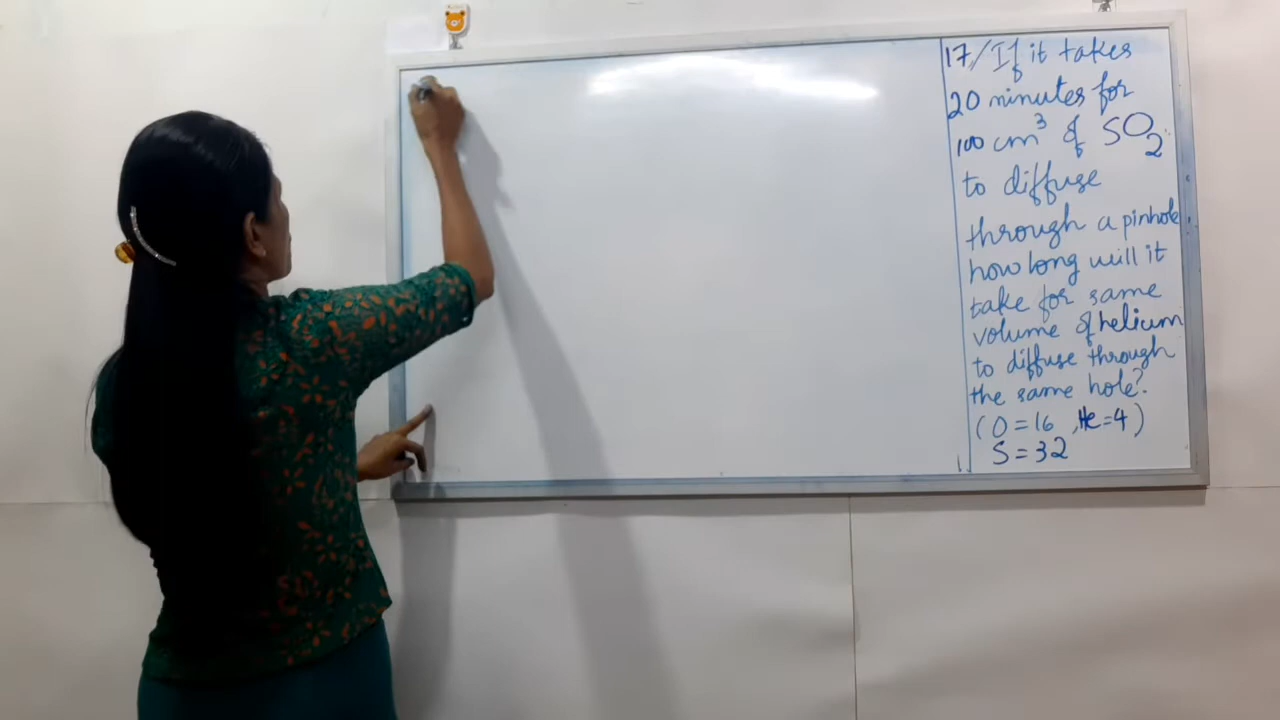 17/If it takes
20 minutes for
100 cm³ of SO₂
to diffuse
through a pinhole,
how long will it
take for same
volume of helium
to diffuse through
the same hole?
(O = 16, He = 4)
S = 32